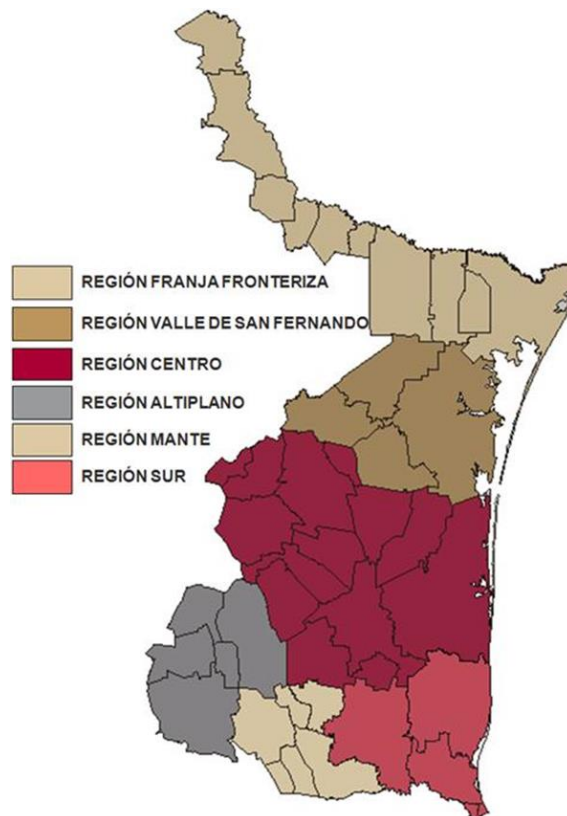 REGIÓN FRANJA FRONTERIZA
REGIÓN VALLE DE SAN FERNANDO
REGIÓN CENTRO
REGIÓN ALTIPLANO
REGIÓN MANTE
REGIÓN SUR